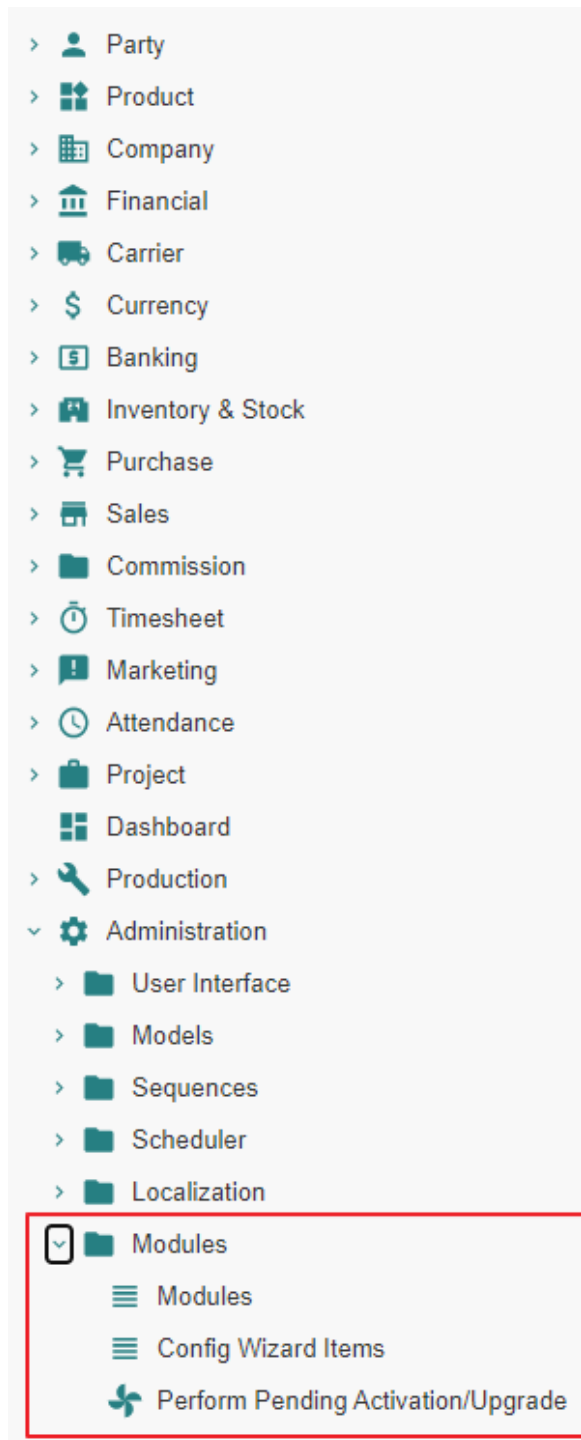 Party
Product
Company
Financial
Carrier
Currency
Banking
Inventory & Stock
Purchase
Sales
Commission
Timesheet
Marketing
Attendance
Project
Dashboard
Production
Administration
User Interface
Models
Sequences
Scheduler
Localization
Modules
Modules
Config Wizard Items
Perform Pending Activation/Upgrade